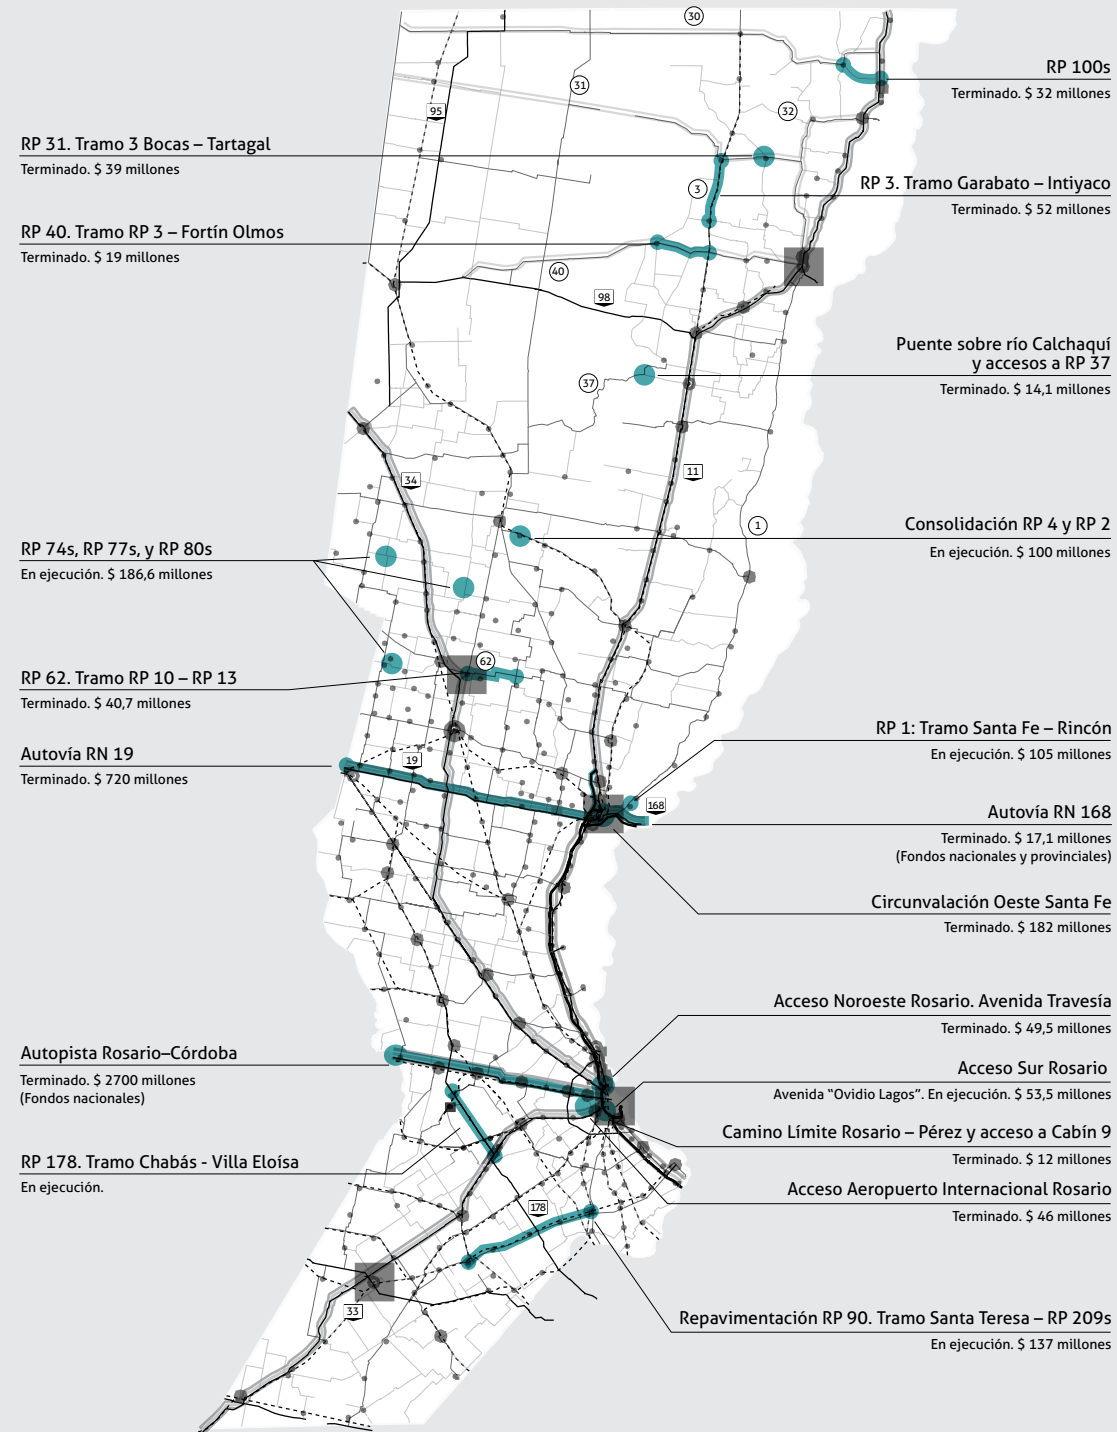 30
RP 100s
Terminado. $ 32 millones
31
32
95
RP 31. Tramo 3 Bocas – Tartagal
Terminado. $ 39 millones
3
RP 3. Tramo Garabato – Intiyaco
Terminado. $ 52 millones
RP 40. Tramo RP 3 – Fortín Olmos
Terminado. $ 19 millones
40
98
Puente sobre río Calchaquí
y accesos a RP 37
Terminado. $ 14,1 millones
37
34
11
1
Consolidación RP 4 y RP 2
En ejecución. $ 100 millones
RP 74s, RP 77s, y RP 80s
En ejecución. $ 186,6 millones
62
RP 62. Tramo RP 10 – RP 13
Terminado. $ 40,7 millones
RP 1: Tramo Santa Fe – Rincón
En ejecución. $ 105 millones
Autovía RN 19
Terminado. $ 720 millones
19
168
Autovía RN 168
Terminado. $ 17,1 millones
(Fondos nacionales y provinciales)
Circunvalación Oeste Santa Fe
Terminado. $ 182 millones
Acceso Noroeste Rosario. Avenida Travesía
Terminado. $ 49,5 millones
Autopista Rosario–Córdoba
Terminado. $ 2700 millones
(Fondos nacionales)
Acceso Sur Rosario
Avenida “Ovidio Lagos”. En ejecución. $ 53,5 millones
Camino Límite Rosario – Pérez y acceso a Cabín 9
Terminado. $ 12 millones
RP 178. Tramo Chabás - Villa Eloísa
En ejecución.
Acceso Aeropuerto Internacional Rosario
Terminado. $ 46 millones
178
33
Repavimentación RP 90. Tramo Santa Teresa – RP 209s
En ejecución. $ 137 millones